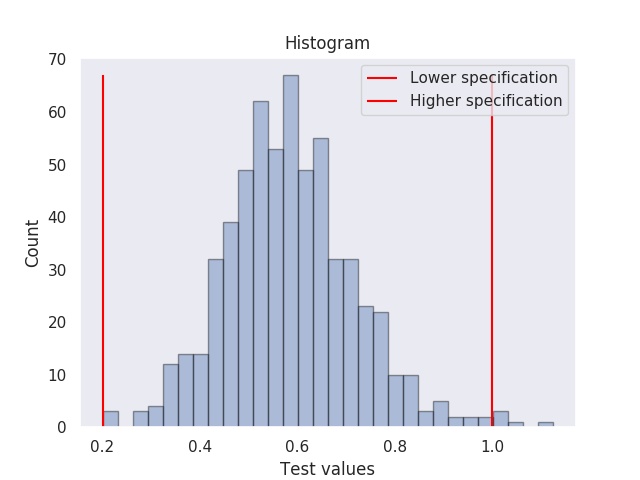 Histogram
Lower specification
Higher specification
70
60
50
40
30
20
10
0
Count
0.2 0.4 0.6 0.8 1.0
Test values